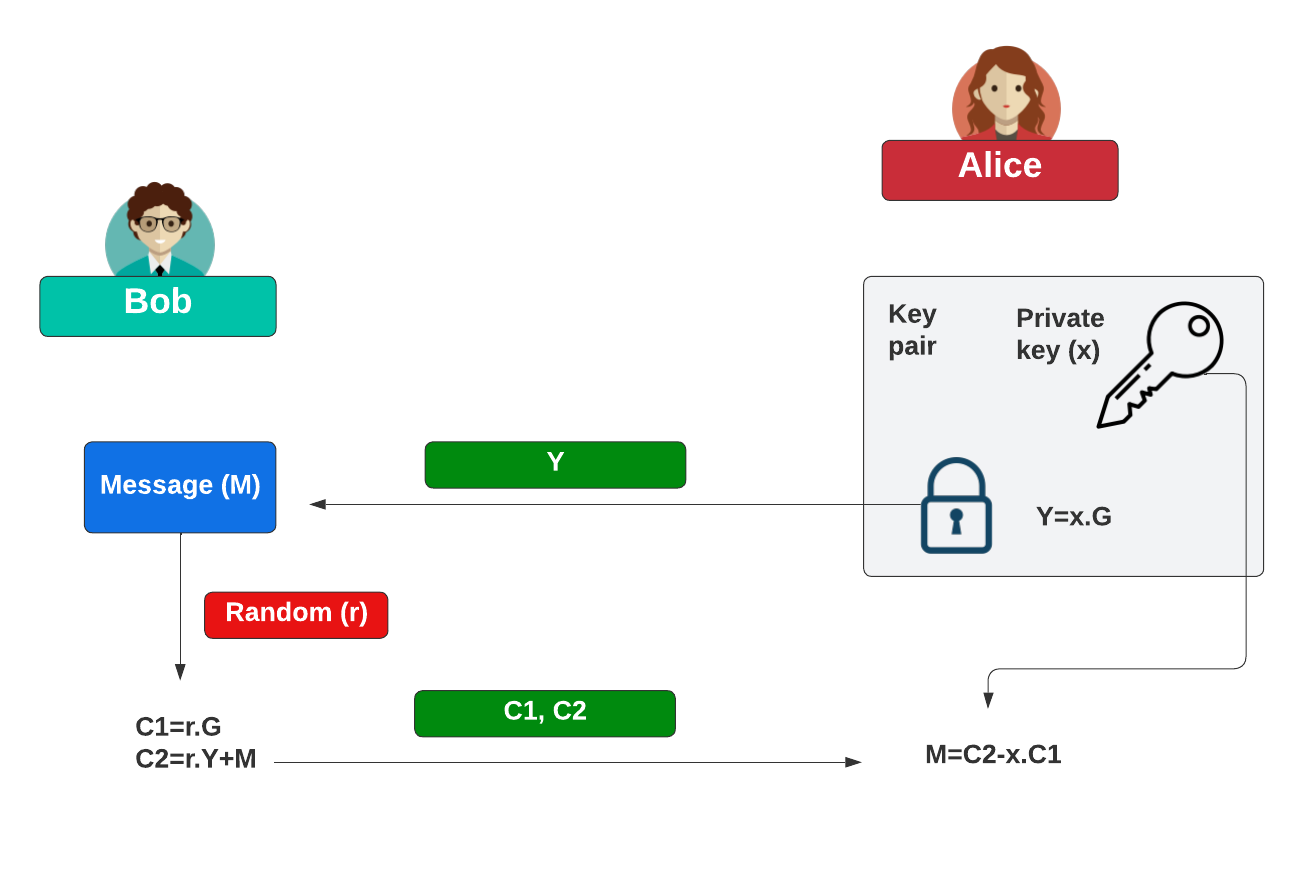 Alice
Bob
Key
pair
Private
key (x)
Message (M)
Y
Y=x.G
Random (r)
C1=r.G
C2=r.Y+M
C1, C2
M=C2-x.C1